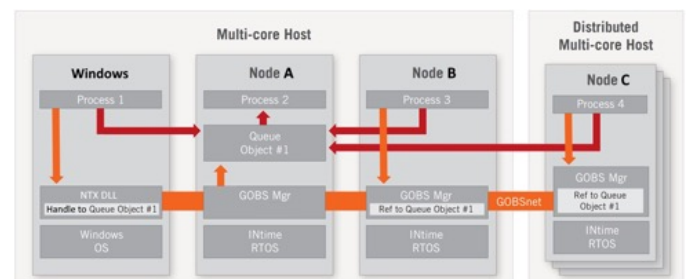 Multi-core Host
Distributed
Multi-core Host
Windows
Process 1
NTX DLL
Handle to Queue Object #1
Windows
OS
Node A
Process 2
Queue
Object #1
GOBS Mgr
INtime
RTOS
Node B
Process 3
GOBS Mgr
Ref to Queue
Object #1
INtime
RTOS
GOBSnet
Node C
Process 4
GOBS Mgr
Ref to Queue
Object #1
INtime
RTOS